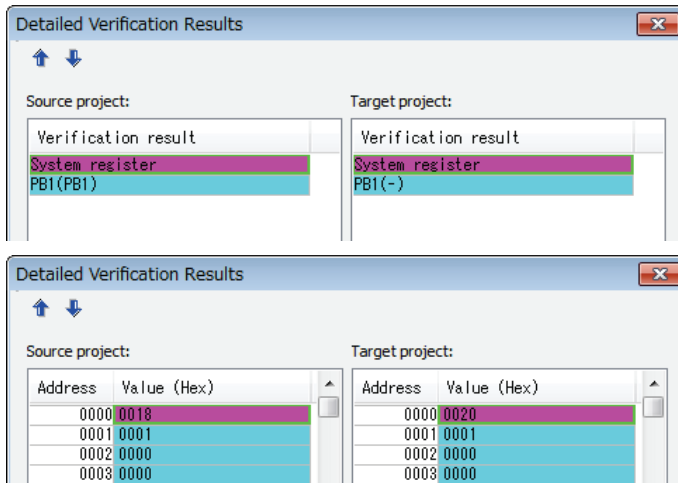 Detailed Verification Results
Source project: Target project:
Verification result Verification result
System register System register
PB1(PB1) PB1(-)
Detailed Verification Results
Source project: Target project:
Address Value (Hex) Address Value (Hex)
0000 0018 0000 0020
0001 0001 0001 0001
0002 0000 0002 0000
0003 0000 0003 0000